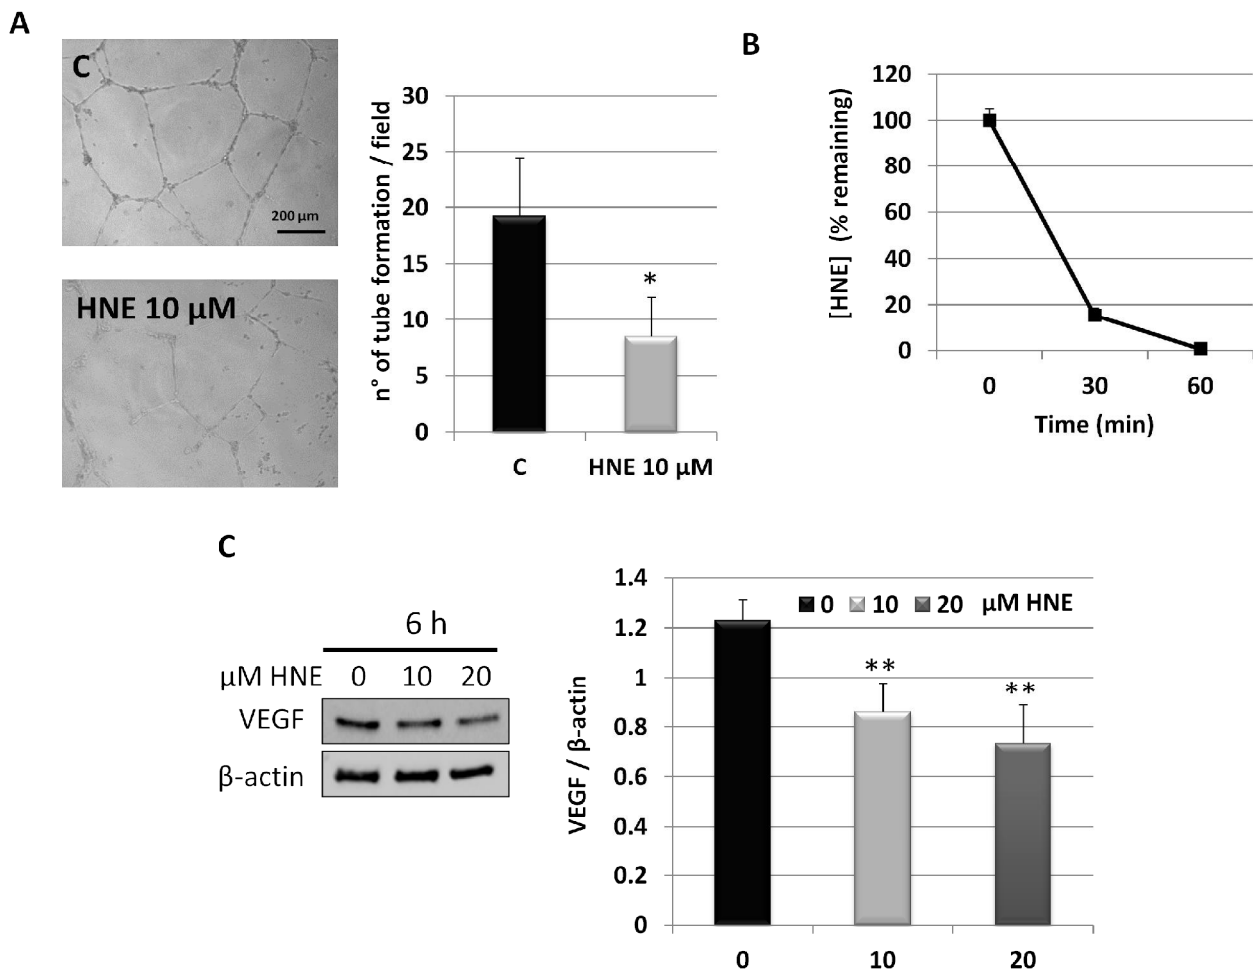 A
C
200 µm
HNE 10 µM
n° of tube formation / field
30
25
20
15
10
5
0
*
C
HNE 10 µM
B
[HNE] (% remaining)
120
100
80
60
40
20
0
0
30
60
Time (min)
C
6 h
µM HNE 0 10 20
VEGF
β-actin
VEGF / β-actin
1.4
1.2
1
0.8
0.6
0.4
0.2
0
0 10 20 µM HNE
**
**
0
10
20